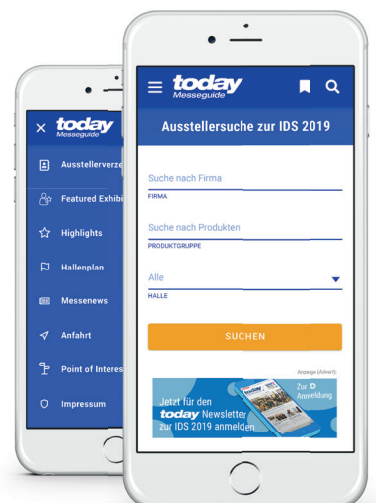 today
Messeguide
Ausstellerverze
Featured Exhibi
Highlights
Hallenplan
Messenews
Anfahrt
Point of Interes
Impressum
today
Messeguide
Ausstellersuche zur IDS 2019
Suche nach Firma
FIRMA
Suche nach Produkten
PRODUKTGRUPPE
Alle
HALLE
SUCHEN
Anzeige (Advert):
Zur D
Anmeldung
Jetzt für den
today Newsletter
zur IDS 2019 anmelden